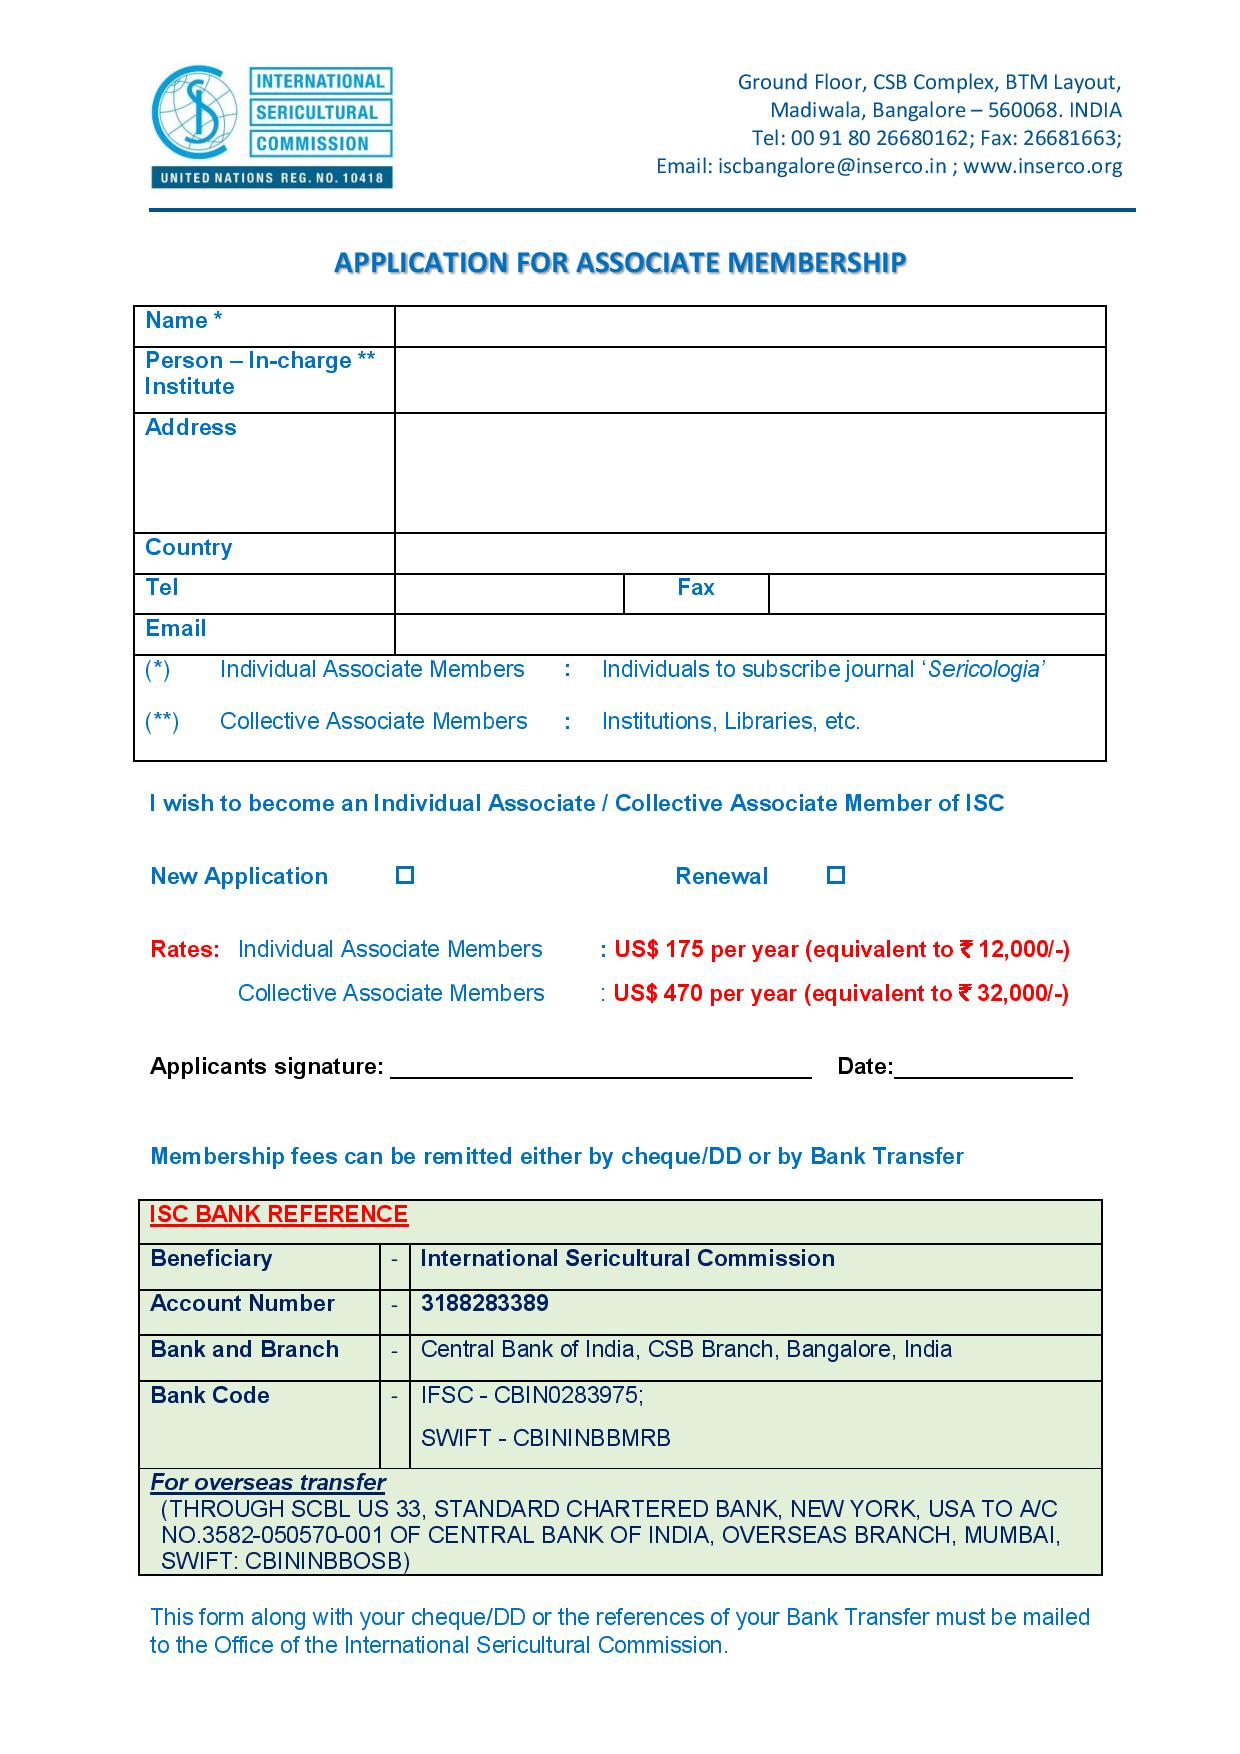 INTERNATIONAL
SERICULTURAL
COMMISSION
UNITED NATIONS REG. NO. 10418
Ground Floor, CSB Complex, BTM Layout,
Madiwala, Bangalore – 560068. INDIA
Tel: 00 91 80 26680162; Fax: 26681663;
Email: iscbangalore@inserco.in ; www.inserco.org
APPLICATION FOR ASSOCIATE MEMBERSHIP
Name *
Person – In-charge **
Institute
Address
Country
Tel Fax
Email
(*) Individual Associate Members : Individuals to subscribe journal ‘Sericologia’
(**) Collective Associate Members : Institutions, Libraries, etc.
I wish to become an Individual Associate / Collective Associate Member of ISC
New Application ☐ Renewal ☐
Rates: Individual Associate Members : US$ 175 per year (equivalent to ₹ 12,000/-)
Collective Associate Members : US$ 470 per year (equivalent to ₹ 32,000/-)
Applicants signature: ________________ Date:________
Membership fees can be remitted either by cheque/DD or by Bank Transfer
ISC BANK REFERENCE
Beneficiary - International Sericultural Commission
Account Number - 3188283389
Bank and Branch - Central Bank of India, CSB Branch, Bangalore, India
Bank Code - IFSC - CBIN0283975;
SWIFT - CBININBBMRB
For overseas transfer
(THROUGH SCBL US 33, STANDARD CHARTERED BANK, NEW YORK, USA TO A/C
NO.3582-050570-001 OF CENTRAL BANK OF INDIA, OVERSEAS BRANCH, MUMBAI,
SWIFT: CBININBBOSB)
This form along with your cheque/DD or the references of your Bank Transfer must be mailed
to the Office of the International Sericultural Commission.